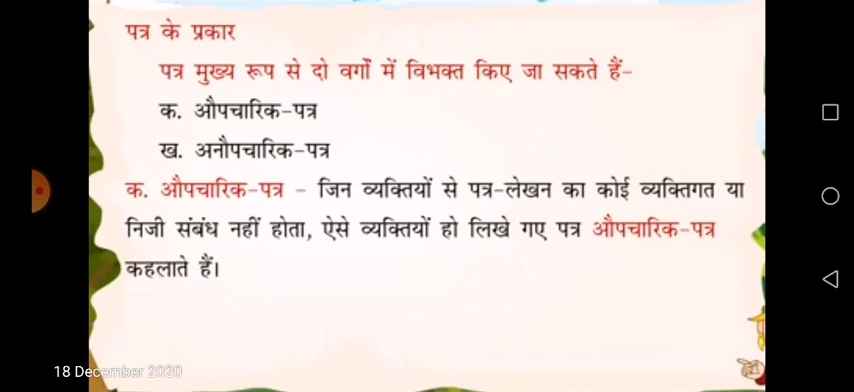 पत्र के प्रकार
पत्र मुख्य रूप से दो वर्गों में विभक्त किए जा सकते हैं-
क. औपचारिक-पत्र
ख. अनौपचारिक-पत्र
क. औपचारिक-पत्र - जिन व्यक्तियों से पत्र-लेखन का कोई व्यक्तिगत या
निजी संबंध नहीं होता, ऐसे व्यक्तियों हो लिखे गए पत्र औपचारिक-पत्र
कहलाते हैं।
18 December 2020